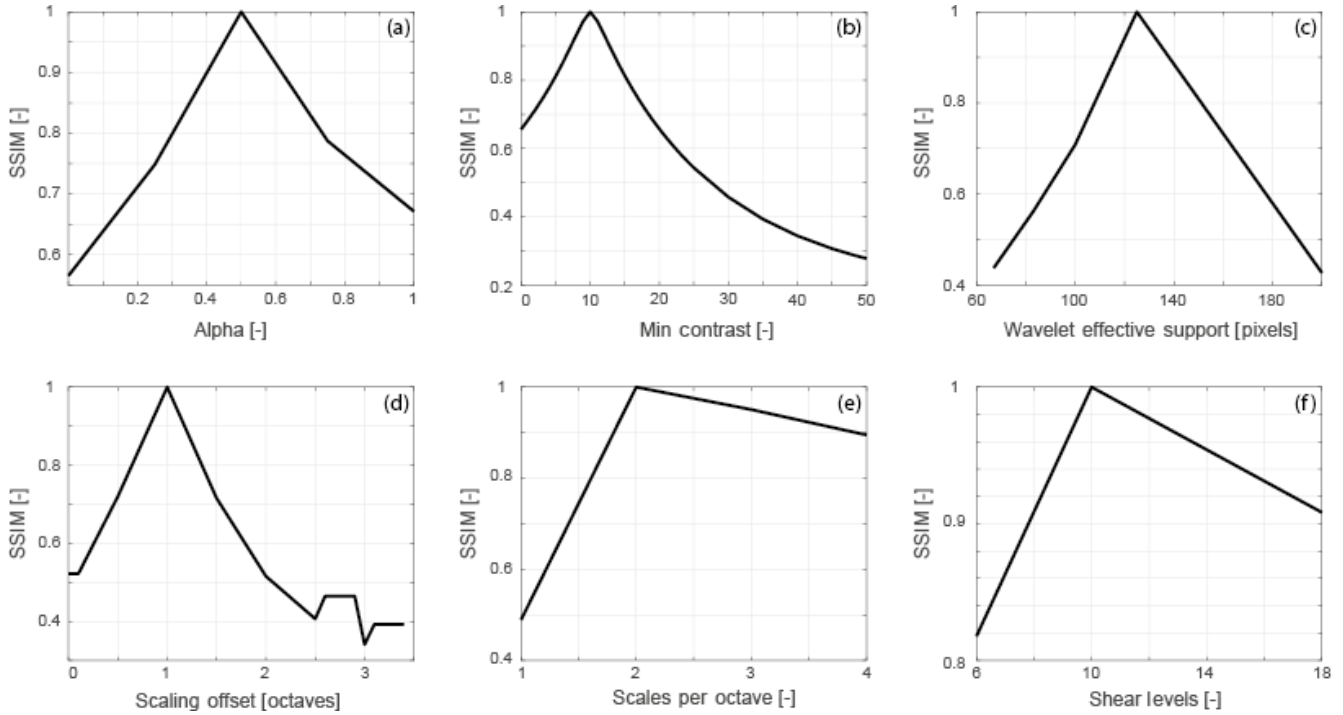 (a)
1
0.9
0.8
0.7
0.6
SSIM [-]
0.2 0.4 0.6 0.8 1
Alpha [-]
(b)
1
0.8
0.6
0.4
0.2
SSIM [-]
0 10 20 30 40 50
Min contrast [-]
(c)
1
0.8
0.6
0.4
SSIM [-]
60 100 140 180
Wavelet effective support [pixels]
(d)
1
0.8
0.6
0.4
SSIM [-]
0 1 2 3
Scaling offset [octaves]
(e)
1
0.8
0.6
0.4
SSIM [-]
1 2 3 4
Scales per octave [-]
(f)
1
0.9
0.8
SSIM [-]
6 10 14 18
Shear levels [-]